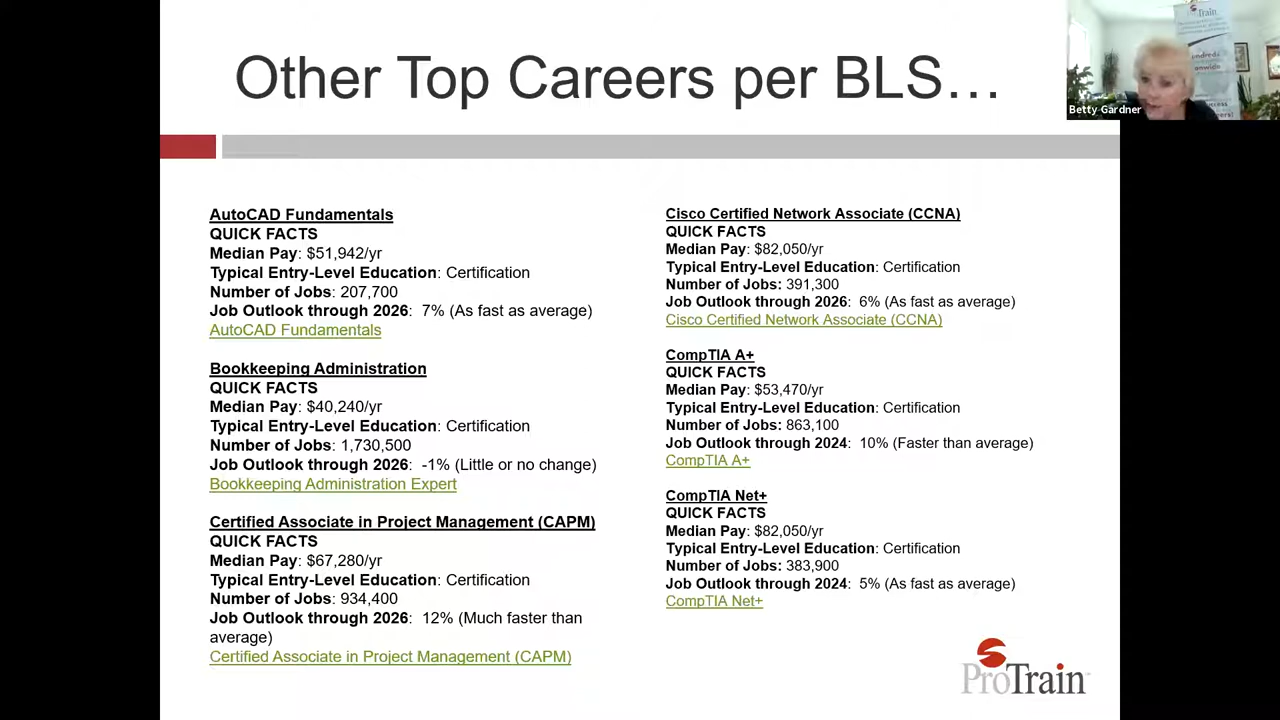 Other Top Careers per BLS…
Betty Gardner
AutoCAD Fundamentals
QUICK FACTS
Median Pay: $51,942/yr
Typical Entry-Level Education: Certification
Number of Jobs: 207,700
Job Outlook through 2026:  7% (As fast as average)
AutoCAD Fundamentals
Bookkeeping Administration
QUICK FACTS
Median Pay: $40,240/yr
Typical Entry-Level Education: Certification
Number of Jobs: 1,730,500
Job Outlook through 2026:  -1% (Little or no change)
Bookkeeping Administration Expert
Certified Associate in Project Management (CAPM)
QUICK FACTS
Median Pay: $67,280/yr
Typical Entry-Level Education: Certification
Number of Jobs: 934,400
Job Outlook through 2026:  12% (Much faster than
average)
Certified Associate in Project Management (CAPM)
Cisco Certified Network Associate (CCNA)
QUICK FACTS
Median Pay: $82,050/yr
Typical Entry-Level Education: Certification
Number of Jobs: 391,300
Job Outlook through 2026:  6% (As fast as average)
Cisco Certified Network Associate (CCNA)
CompTIA A+
QUICK FACTS
Median Pay: $53,470/yr
Typical Entry-Level Education: Certification
Number of Jobs: 863,100
Job Outlook through 2024:  10% (Faster than average)
CompTIA A+
CompTIA Net+
QUICK FACTS
Median Pay: $82,050/yr
Typical Entry-Level Education: Certification
Number of Jobs: 383,900
Job Outlook through 2024:  5% (As fast as average)
CompTIA Net+
ProTrain